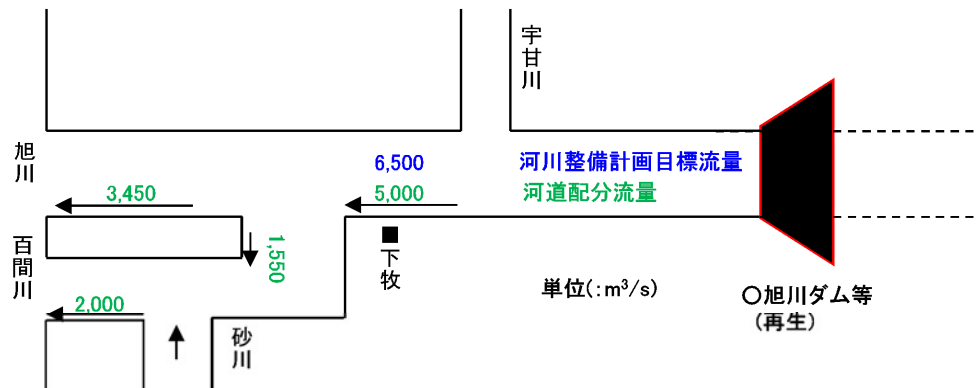 宇甘川
旭川
6,500
河川整備計画目標流量
3,450
5,000
河道配分流量
百間川
1,550
下牧
単位(:m³/s)
○旭川ダム等
(再生)
2,000
砂川